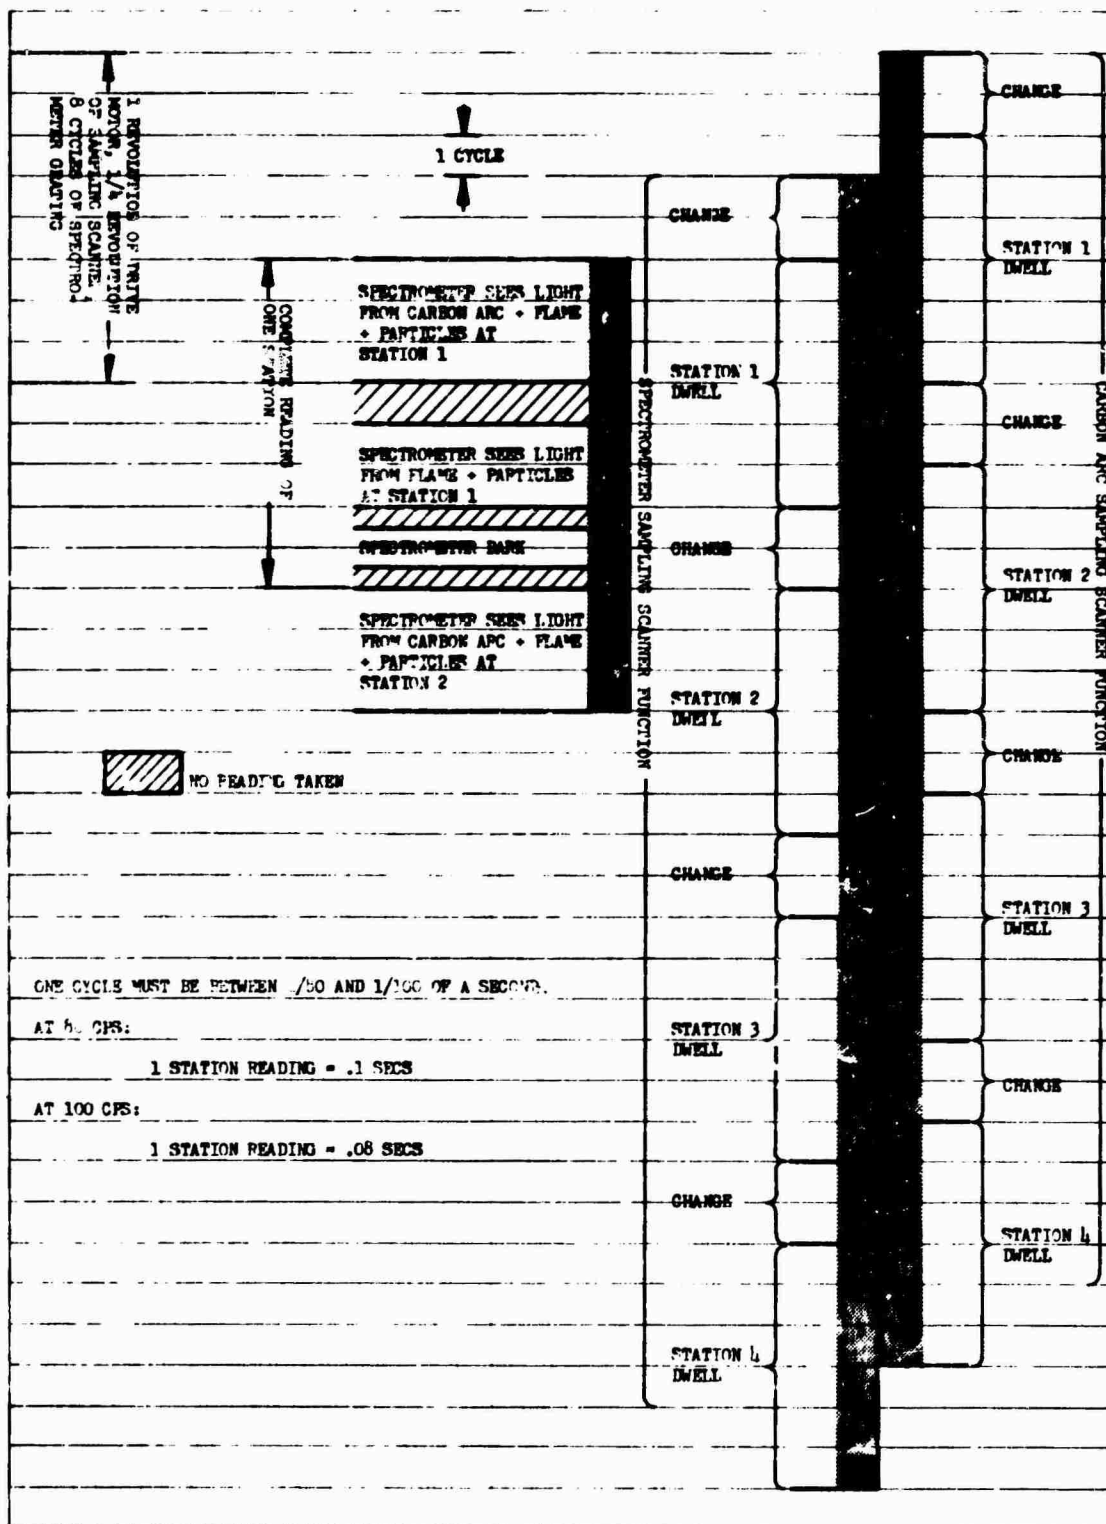 1 REVOLUTION OF DRIVE
MOTOR, 1/4 REVOLUTION
OF SAMPLING SCANNER,
8 CYCLES OF SPECTRO-
METER GRATING
1 CYCLE
COMPLETE READING OF
ONE STATION
SPECTROMETER SEES LIGHT
FROM CARBON ARC + FLAME
+ PARTICLES AT
STATION 1
SPECTROMETER SEES LIGHT
FROM FLAME + PARTICLES
AT STATION 1
SPECTROMETER DARK
SPECTROMETER SEES LIGHT
FROM CARBON ARC + FLAME
+ PARTICLES AT
STATION 2
NO READING TAKEN
SPECTROMETER SAMPLING SCANNER FUNCTION
CHANGE
STATION 1
DWELL
CHANGE
STATION 2
DWELL
CHANGE
STATION 3
DWELL
CHANGE
STATION 4
DWELL
CHANGE
STATION 1
DWELL
CHANGE
STATION 2
DWELL
CHANGE
STATION 3
DWELL
CHANGE
STATION 4
DWELL
CARBON ARC SAMPLING SCANNER FUNCTION
ONE CYCLE MUST BE BETWEEN AND 1/100 OF A SECOND.
AT CPS:
1 STATION READING = .1 SECS
AT 100 CPS:
1 STATION READING = .08 SECS